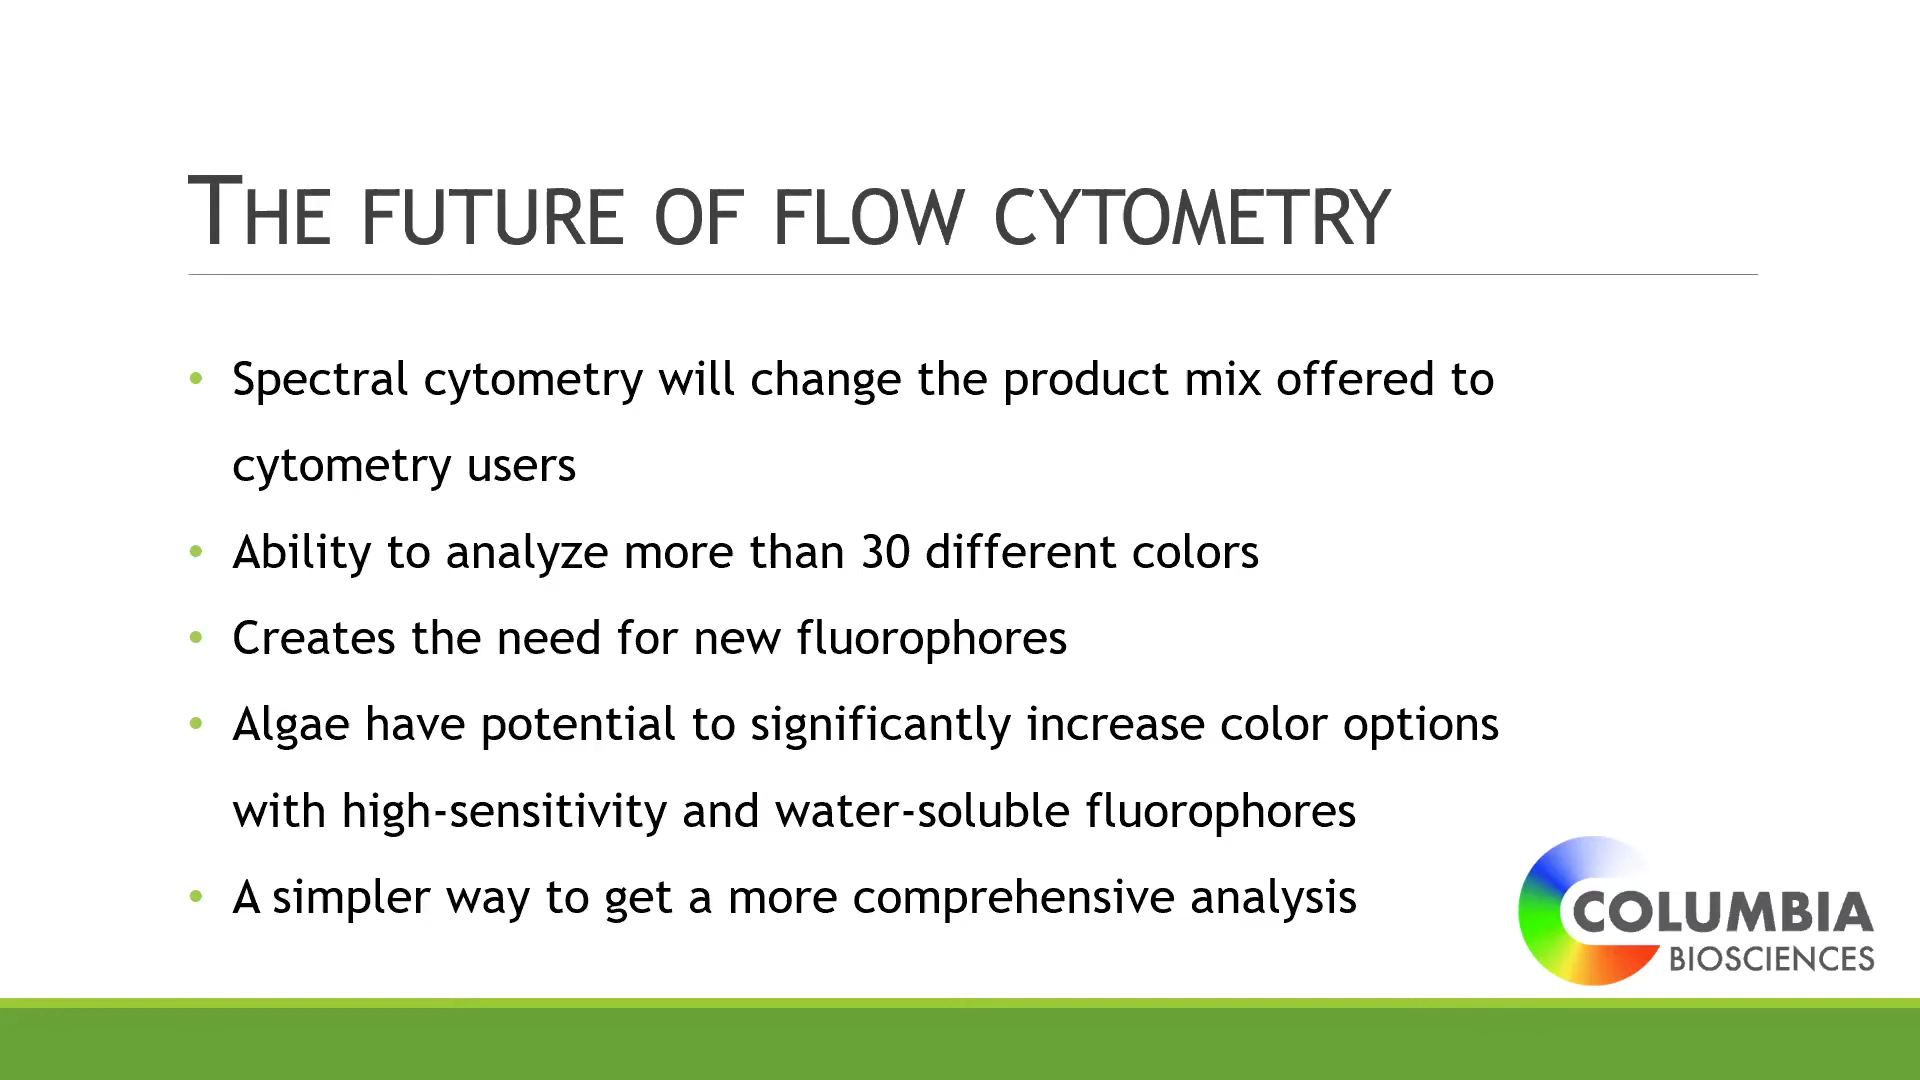 THE FUTURE OF FLOW CYTOMETRY
• Spectral cytometry will change the product mix offered to
cytometry users
• Ability to analyze more than 30 different colors
• Creates the need for new fluorophores
• Algae have potential to significantly increase color options
with high-sensitivity and water-soluble fluorophores
• A simpler way to get a more comprehensive analysis
COLUMBIA
BIOSCIENCES